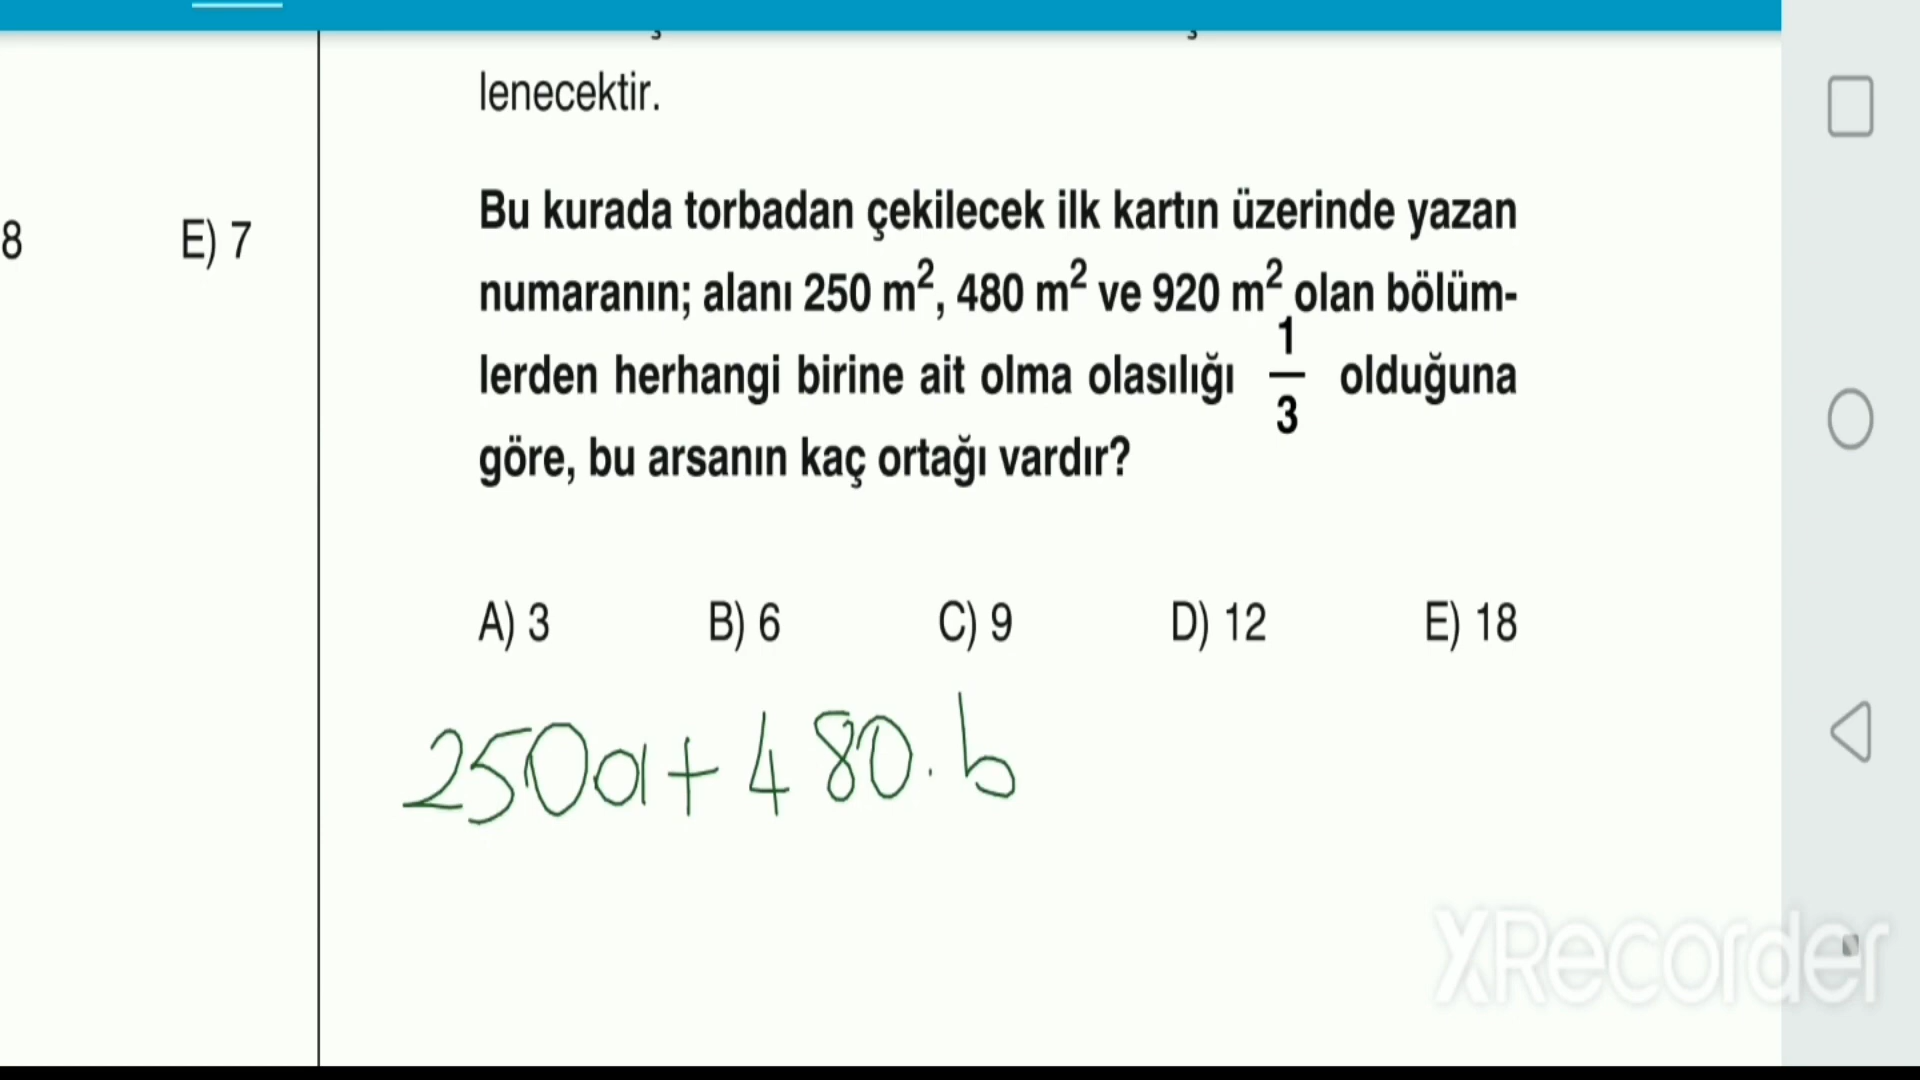 lenecektir.
8 E) 7
Bu kurada torbadan çekilecek ilk kartın üzerinde yazan
numaranın; alanı 250 m², 480 m² ve 920 m² olan bölüm-
lerden herhangi birine ait olma olasılığı 1/3 olduğuna
göre, bu arsanın kaç ortağı vardır?
A) 3 B) 6 C) 9 D) 12 E) 18
250a+480.b
XRecorder